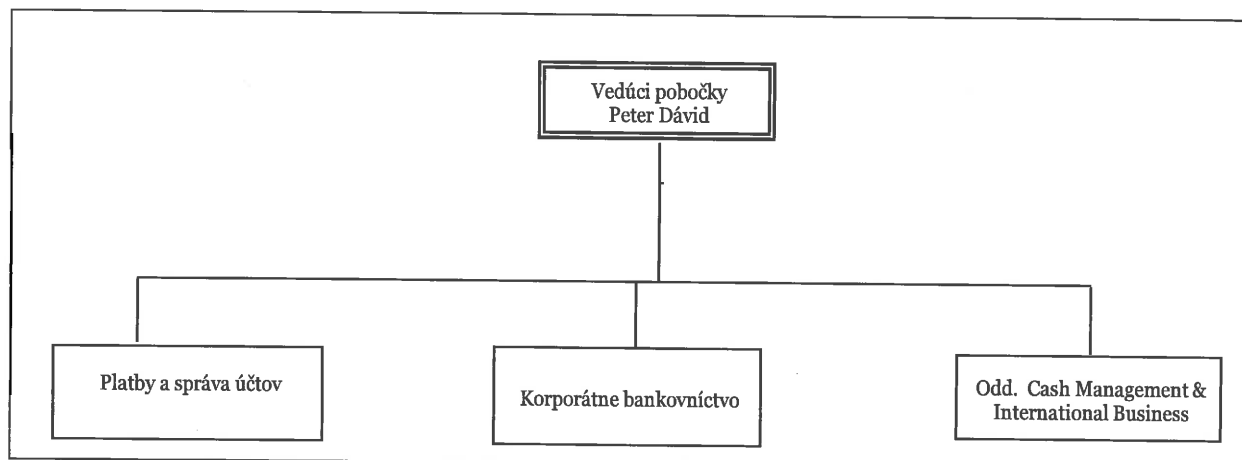 Vedúci pobočky
Peter Dávid
Platby a správa účtov
Korporátne bankovníctvo
Odd. Cash Management &
International Business